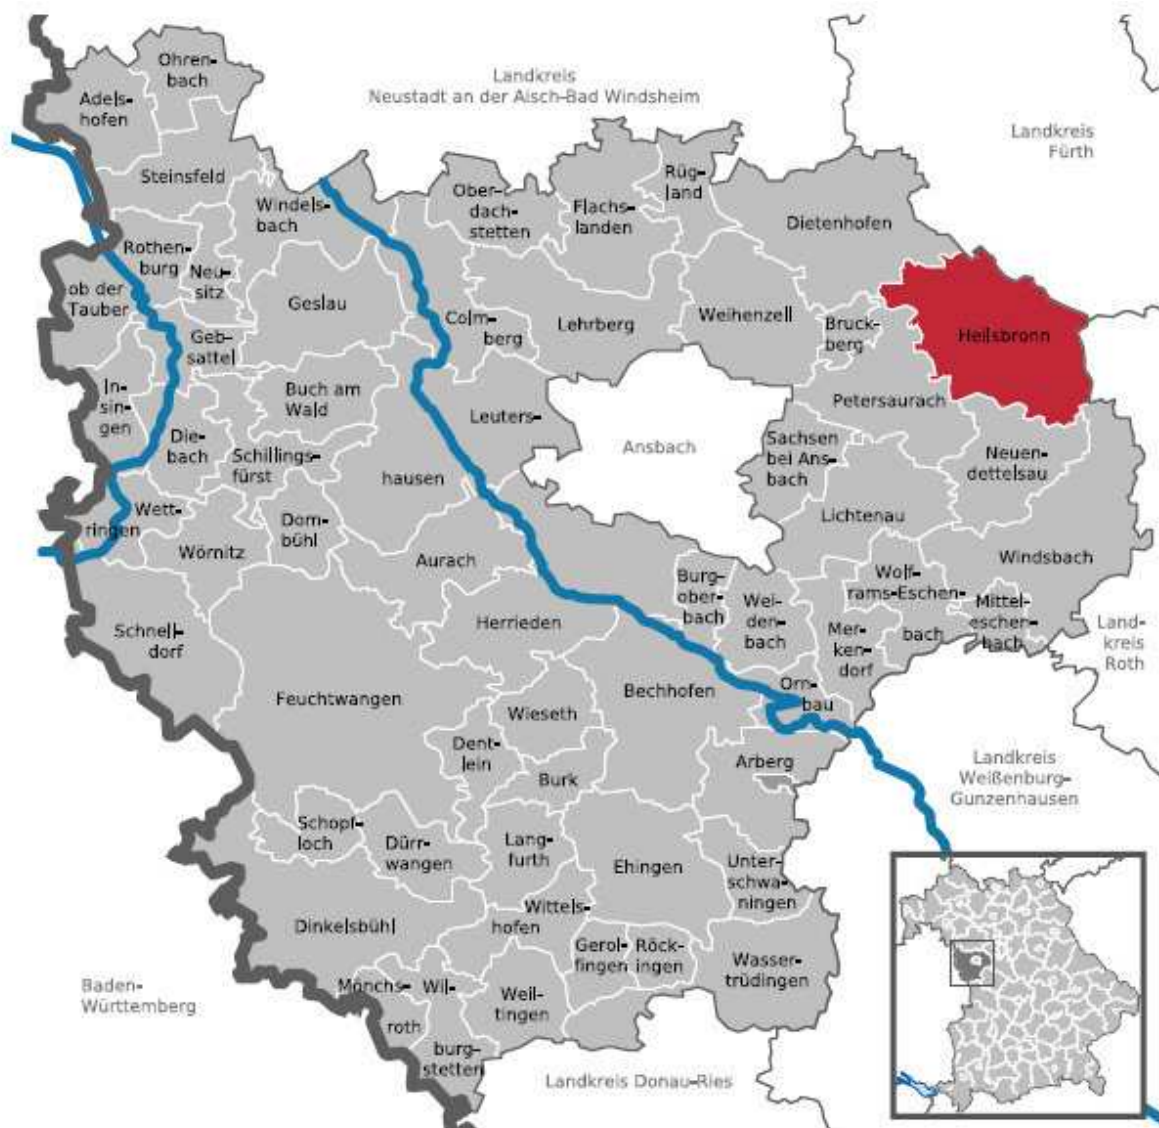 Ohren-
bach
Adels-
hofen
Landkreis
Neustadt an der Aisch-Bad Windsheim
Landkreis
Fürth
Steinsfeld
Windels-
bach
Ober-
dach-
stetten
Flachs-
landen
Rüg-
land
Dietenhofen
Rothen-
burg
ob der
Tauber
Neu-
sitz
Geslau
Colm-
berg
Lehrberg
Weihenzell
Bruck-
berg
Heilsbronn
Geb-
sattel
In-
sin-
gen
Buch am
Wald
Leuters-
hausen
Ansbach
Petersaurach
Sachsen
bei Ans-
bach
Neuen-
dettelsau
Die-
bach
Schillings-
fürst
Wett-
ringen
Wörnitz
Dom-
bühl
Aurach
Lichtenau
Windsbach
Burg-
ober-
bach
Wei-
den-
bach
Wolf-
rams-Eschen-
bach
Mittel-
eschen-
bach
Mer-
ken-
dorf
Land-
kreis
Roth
Schnell-
dorf
Herrieden
Feuchtwangen
Bechhofen
Orn-
bau
Wieseth
Dent-
lein
Burk
Arberg
Landkreis
Weißenburg-
Gunzenhausen
Schopf-
loch
Dürr-
wangen
Lang-
furth
Ehingen
Unter-
schwa-
ningen
Dinkelsbühl
Wittels-
hofen
Gerol-
fingen
Röck-
ingen
Wasser-
trüdingen
Baden-
Württemberg
Mönchs-
roth
Wil-
burg-
stetten
Weil-
tingen
Landkreis Donau-Ries